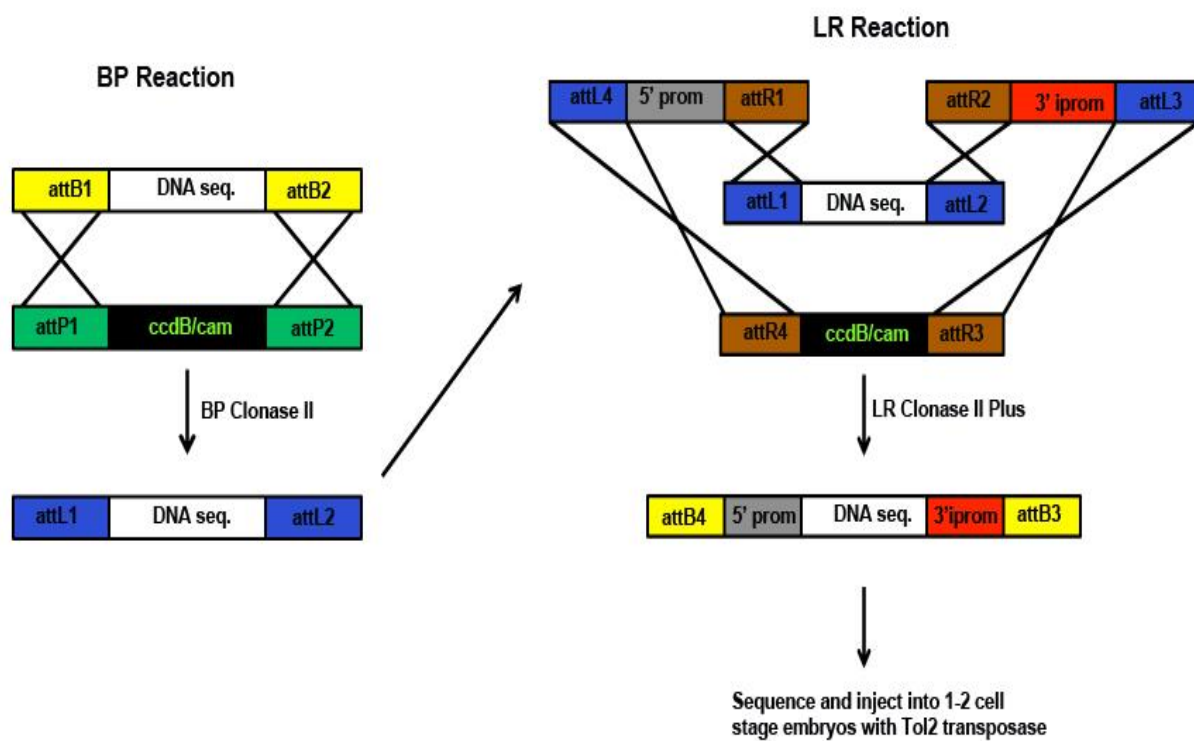 BP Reaction
attB1 DNA seq. attB2
attP1 ccdB/cam attP2
BP Clonase II
attL1 DNA seq. attL2
LR Reaction
attL4 5' prom attR1 attR2 3' iprom attL3
attL1 DNA seq. attL2
attR4 ccdB/cam attR3
LR Clonase II Plus
attB4 5' prom DNA seq. 3'iprom attB3
Sequence and inject into 1-2 cell
stage embryos with Tol2 transposase